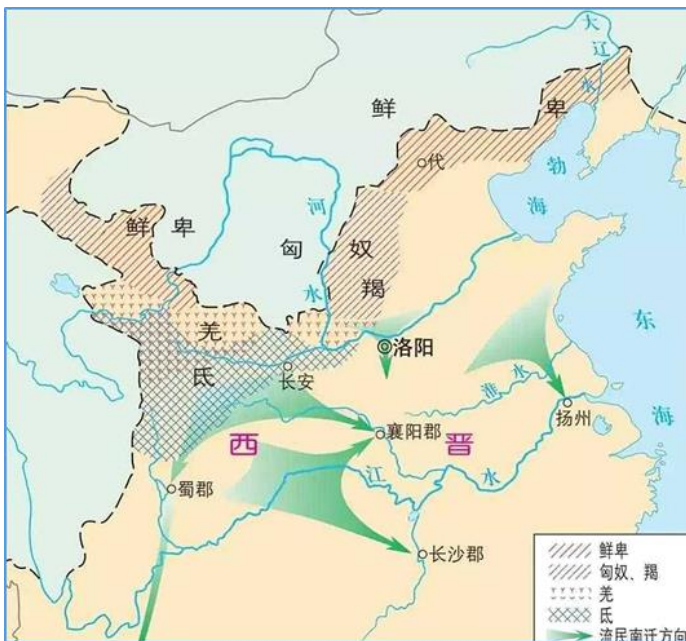 大辽水
鲜卑
代
勃海
河水
鲜卑
匈奴
羯
羌
洛阳
氐
长安
东海
淮水
扬州
襄阳郡
西晋
江水
蜀郡
长沙郡
鲜卑
匈奴、羯
羌
氐
流民南迁方向